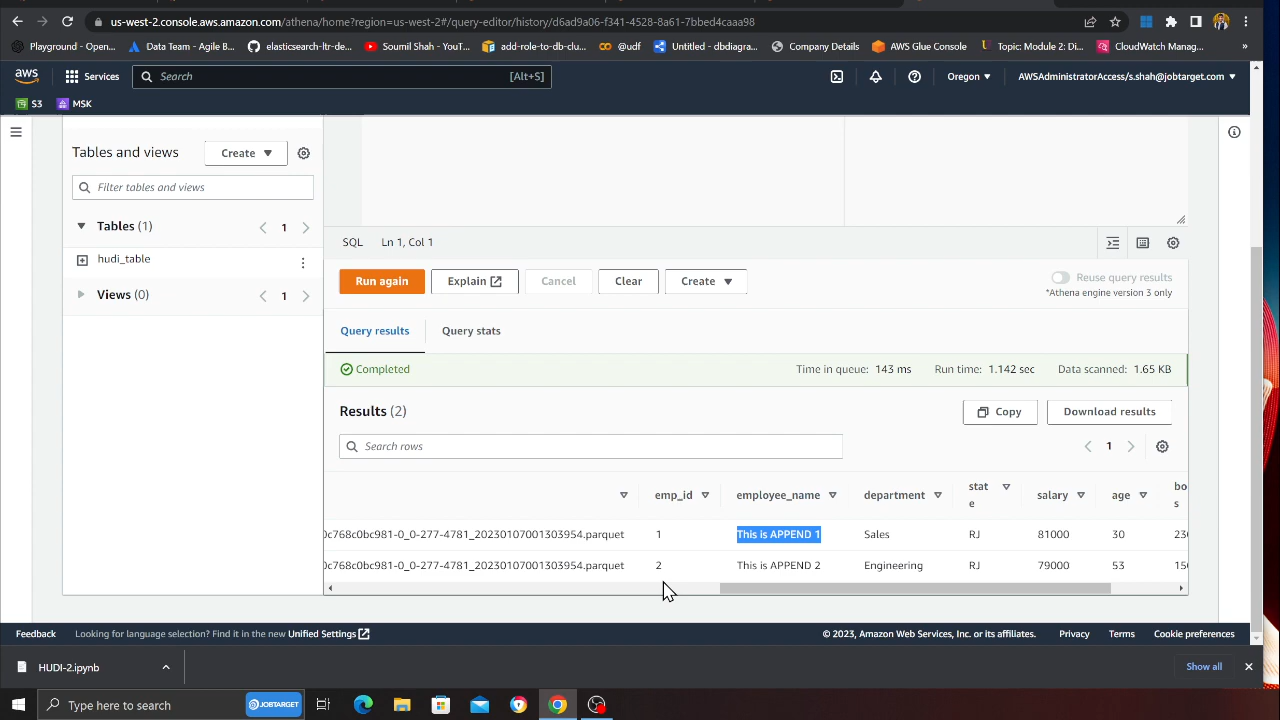 us-west-2.console.aws.amazon.com/athena/home?region=us-west-2#/query-editor/history/d6ad9a06-f341-4528-8a61-7bbed4caaa98
Playground - Open... Data Team - Agile B... elasticsearch-ltr-de... Soumil Shah - YouT... add-role-to-db-clu... @udf Untitled - dbdiagra... Company Details AWS Glue Console Topic: Module 2: Di... CloudWatch Manag... »
aws Services Search [Alt+S] Oregon AWSAdministratorAccess/s.shah@jobtarget.com
S3 MSK
Tables and views Create
Filter tables and views
Tables (1) 1
hudi_table
Views (0) 1
SQL Ln 1, Col 1
Run again Explain Cancel Clear Create Reuse query results
*Athena engine version 3 only
Query results Query stats
Completed Time in queue: 143 ms Run time: 1.142 sec Data scanned: 1.65 KB
Results (2) Copy Download results
Search rows 1
emp_id employee_name department state salary age
0c768c0bc981-0_0-277-4781_20230107001303954.parquet 1 This is APPEND 1 Sales RJ 81000 30
0c768c0bc981-0_0-277-4781_20230107001303954.parquet 2 This is APPEND 2 Engineering RJ 79000 53
Feedback Looking for language selection? Find it in the new Unified Settings © 2023, Amazon Web Services, Inc. or its affiliates. Privacy Terms Cookie preferences
HUDI-2.ipynb Show all
Type here to search JOBTARGET